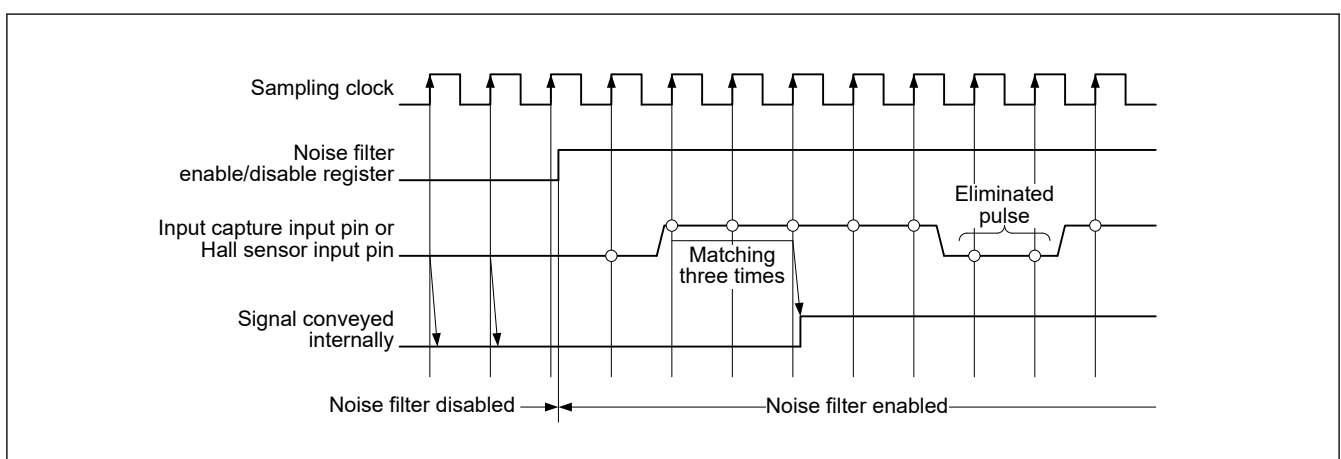 Sampling clock
Noise filter
enable/disable register
Eliminated
pulse
Input capture input pin or
Hall sensor input pin
Matching
three times
Signal conveyed
internally
Noise filter disabled
Noise filter enabled